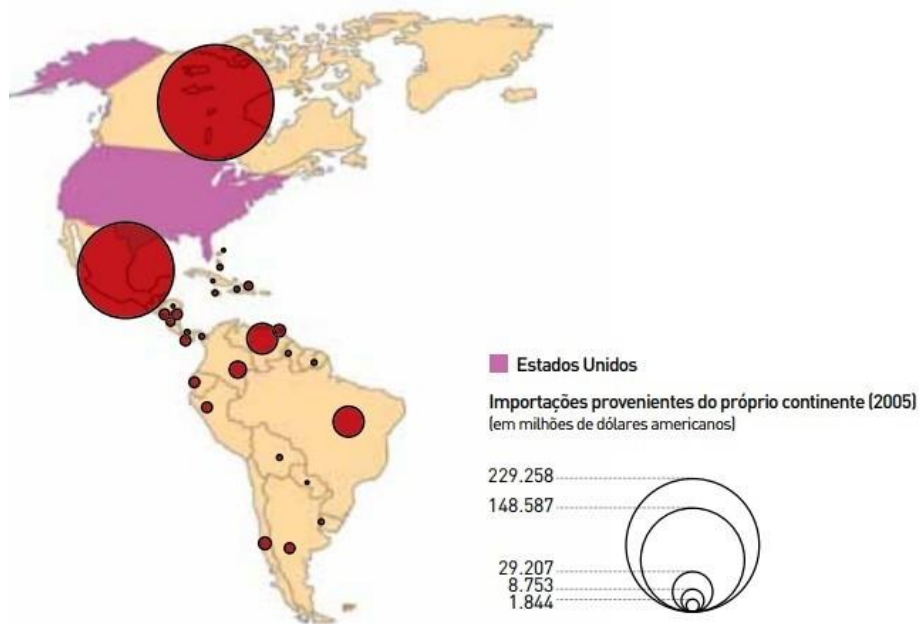 Estados Unidos
Importações provenientes do próprio continente (2005)
(em milhões de dólares americanos)
229.258
148.587
29.207
8.753
1.844